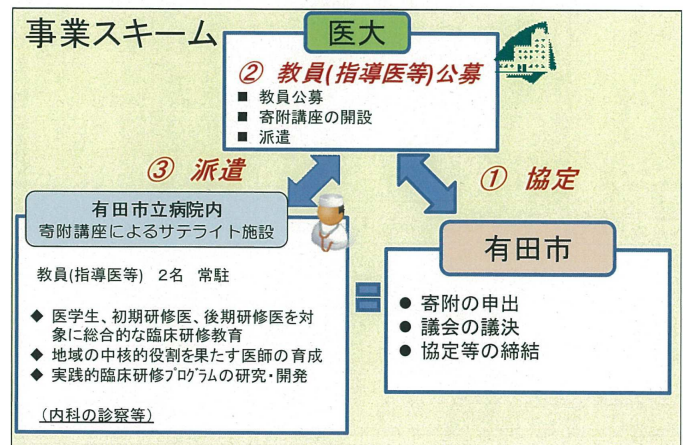 事業スキーム
医大
② 教員(指導医等)公募
■ 教員公募
■ 寄附講座の開設
■ 派遣
③ 派遣
① 協定
有田市立病院内
寄附講座によるサテライト施設
教員(指導医等) 2名 常駐
◆ 医学生、初期研修医、後期研修医を対
象に総合的な臨床研修教育
◆ 地域の中核的役割を果たす医師の育成
◆ 実践的臨床研修プログラムの研究・開発
(内科の診察等)
有田市
● 寄附の申出
● 議会の議決
● 協定等の締結